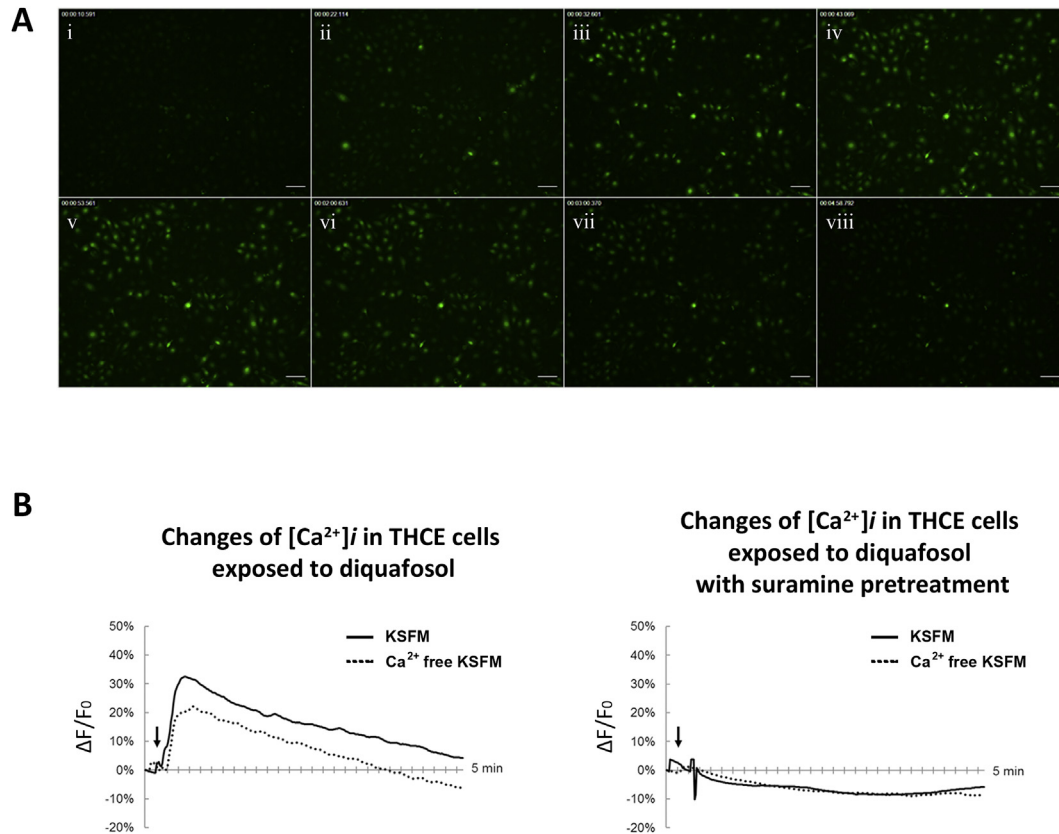 A
00:00:10.591
i
00:00:22.114
ii
00:00:32.601
iii
00:00:43.069
iv
00:00:53.561
v
00:02:00.631
vi
00:03:00.370
vii
00:04:58.792
viii
B
Changes of [Ca²⁺]i in THCE cells
exposed to diquafosol
50%
40%
30%
20%
10%
0%
-10%
-20%
ΔF/F0
KSFM
Ca²⁺ free KSFM
5 min
Changes of [Ca²⁺]i in THCE cells
exposed to diquafosol
with suramine pretreatment
50%
40%
30%
20%
10%
0%
-10%
-20%
ΔF/F0
KSFM
Ca²⁺ free KSFM
5 min